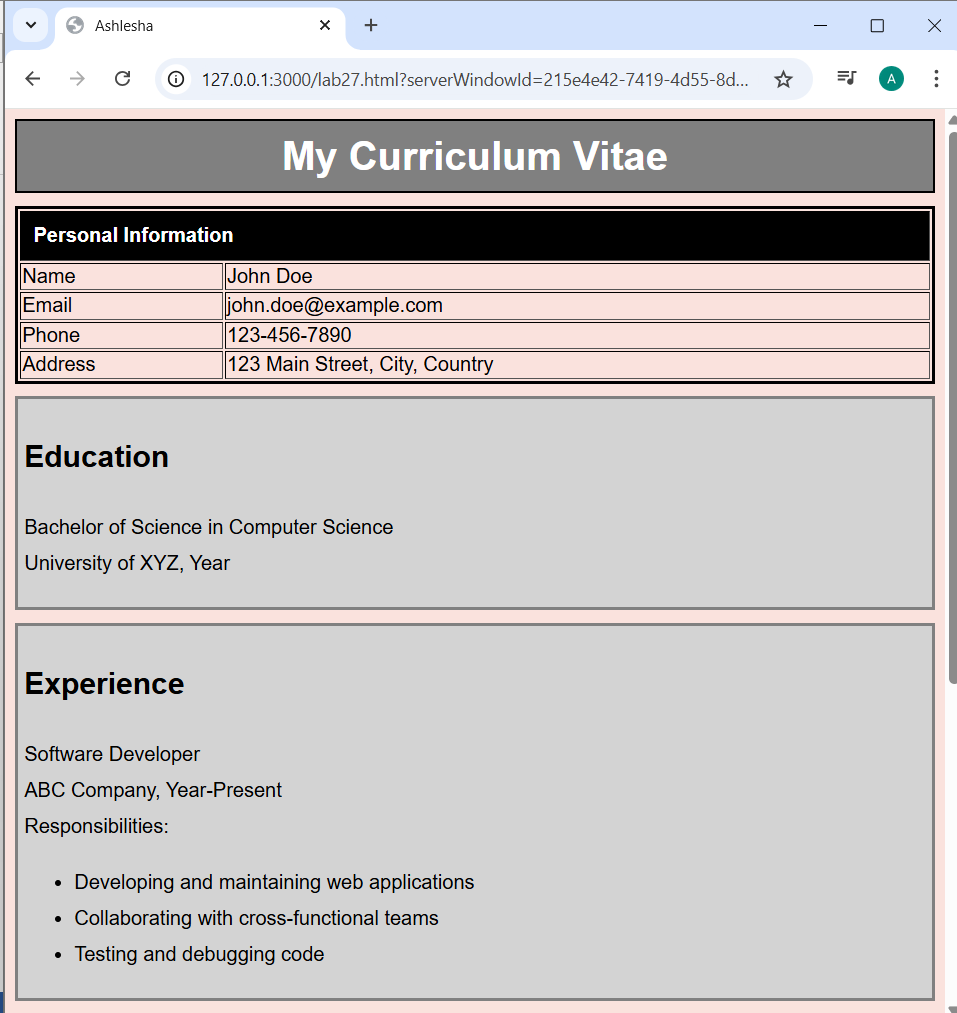 Ashlesha
127.0.0.1:3000/lab27.html?serverWindowId=215e4e42-7419-4d55-8d...
A
My Curriculum Vitae
Personal Information
Name John Doe
Email john.doe@example.com
Phone 123-456-7890
Address 123 Main Street, City, Country
Education
Bachelor of Science in Computer Science
University of XYZ, Year
Experience
Software Developer
ABC Company, Year-Present
Responsibilities:
• Developing and maintaining web applications
• Collaborating with cross-functional teams
• Testing and debugging code